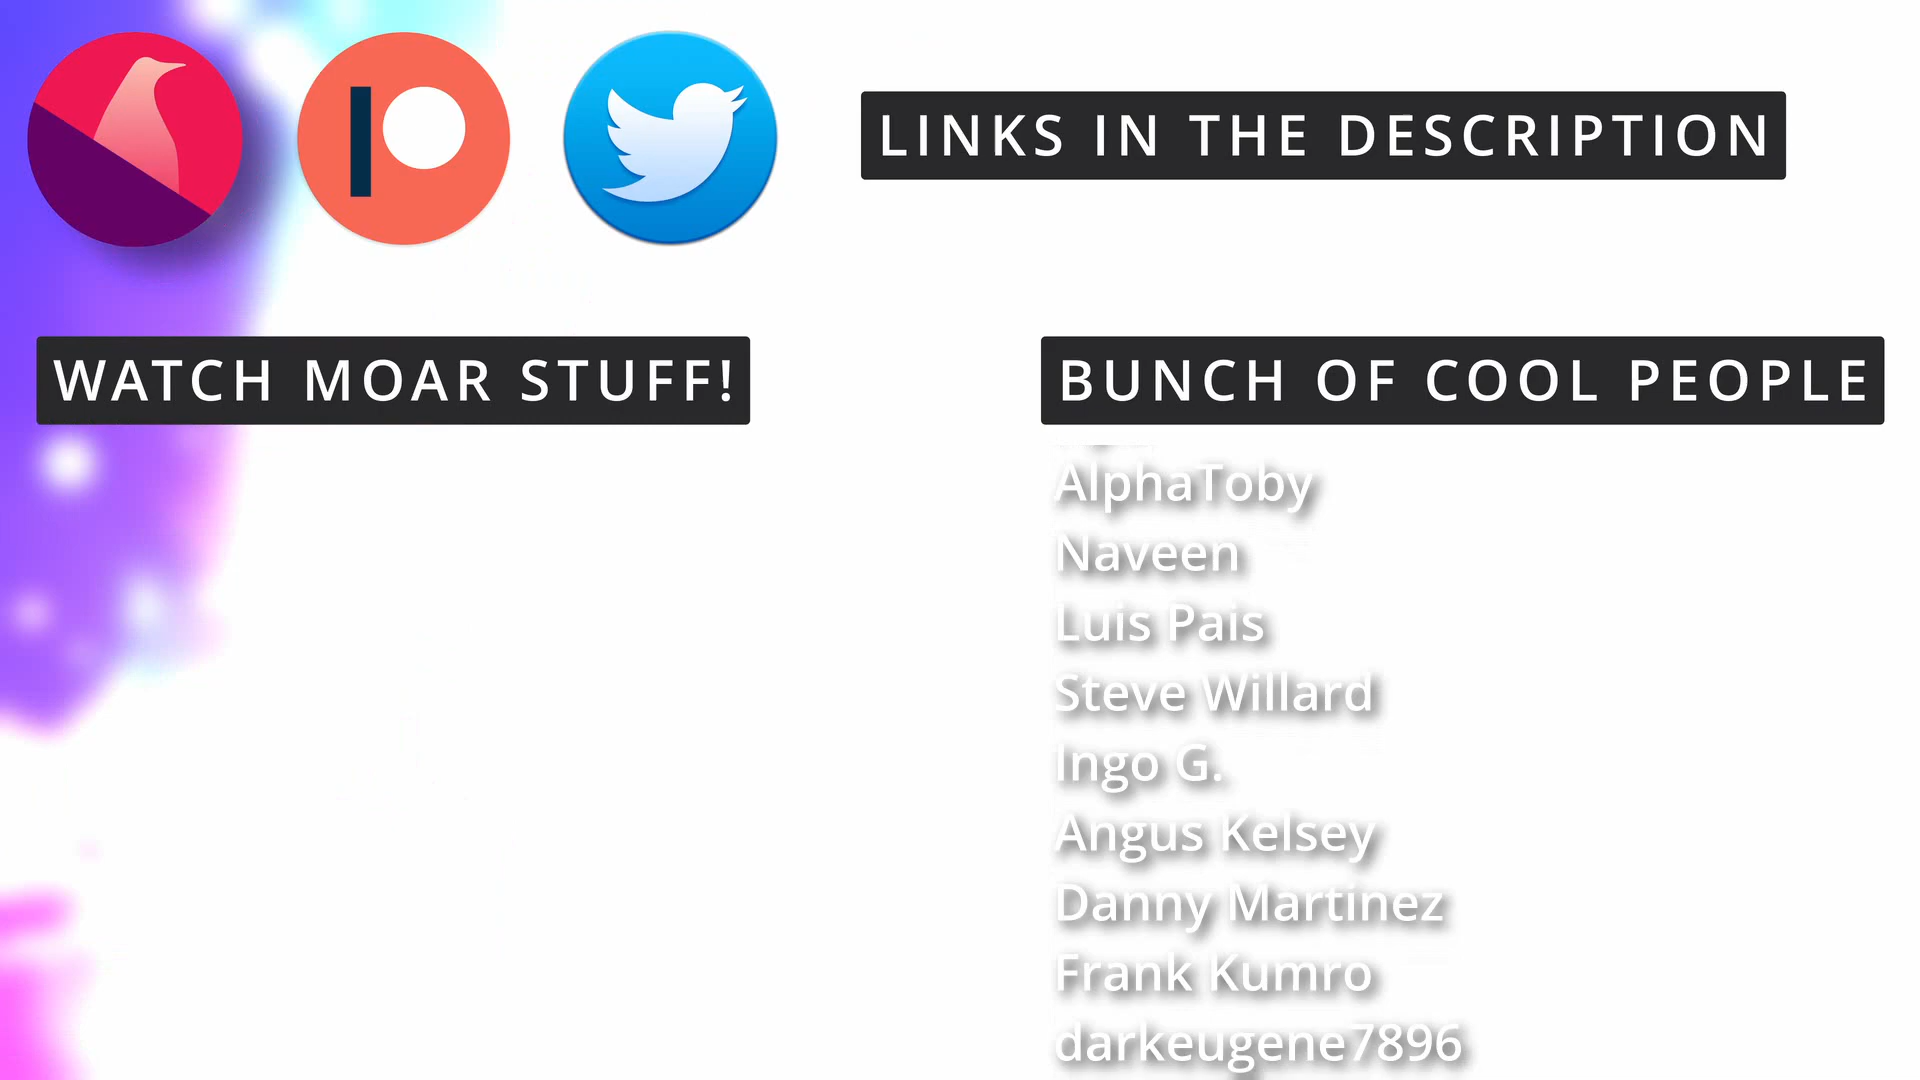 LINKS IN THE DESCRIPTION
WATCH MOAR STUFF!
BUNCH OF COOL PEOPLE
AlphaToby
Naveen
Luis Pais
Steve Willard
Ingo G.
Angus Kelsey
Danny Martinez
Frank Kumro
darkeugene7896